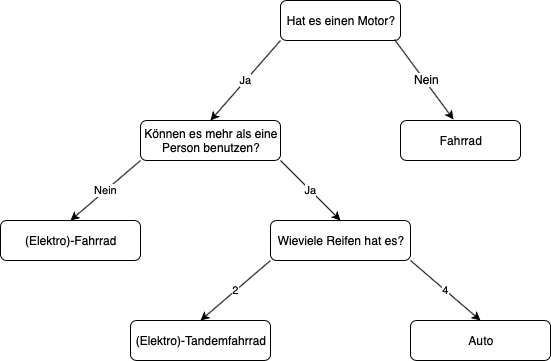 Hat es einen Motor?
Ja
Nein
Können es mehr als eine
Person benutzen?
Fahrrad
Nein
Ja
(Elektro)-Fahrrad
Wieviele Reifen hat es?
2
4
(Elektro)-Tandemfahrrad
Auto